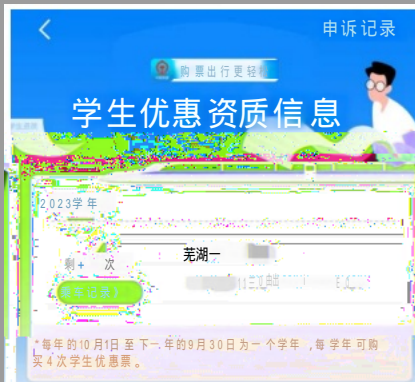 申诉记录
购票出行更轻
学生优惠资质信息
2023学年
芜湖一
剩 次
*每年的10月1日至下一年的9月30日为一个学年,每学年可购
买4次学生优惠票。